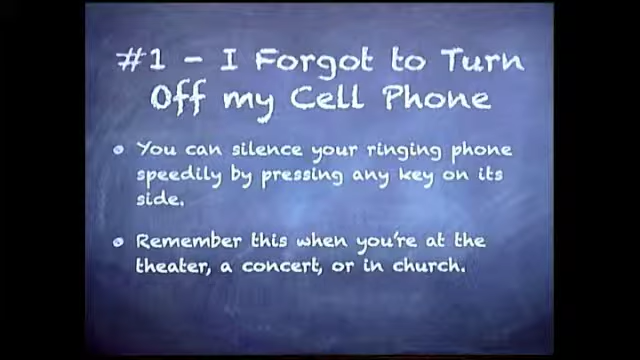 #1 - I Forgot to Turn
Off my Cell Phone
• You can silence your ringing phone
speedily by pressing any key on its
side.
• Remember this when you're at the
theater, a concert, or in church.